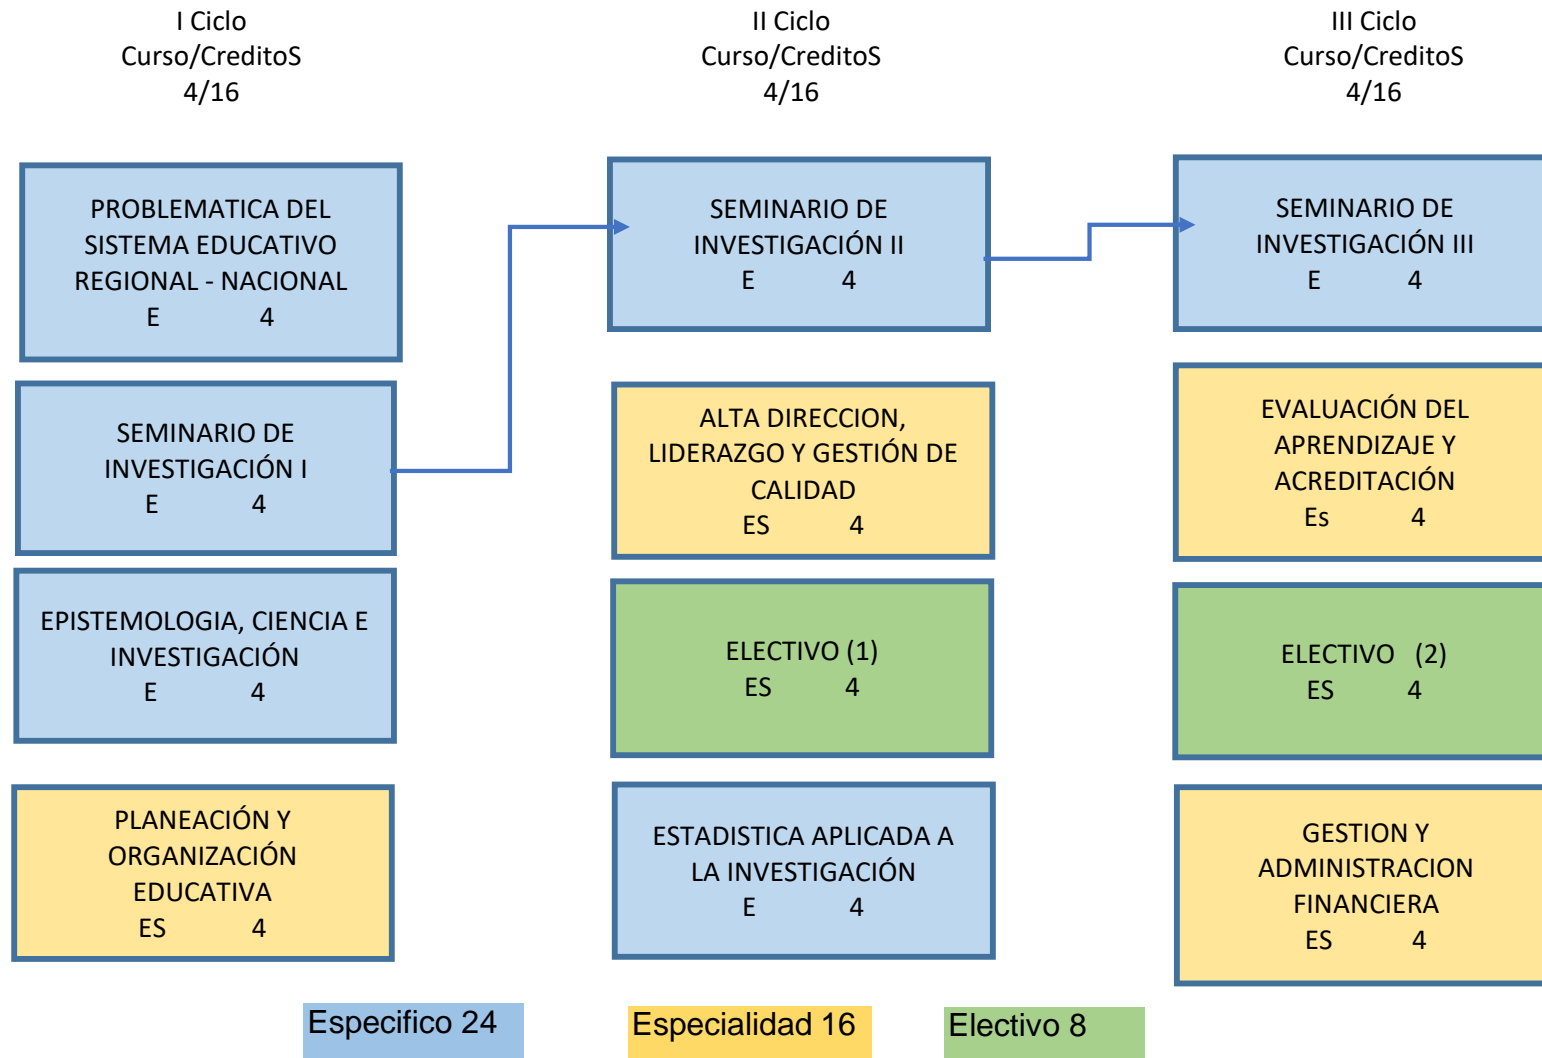 I Ciclo
Curso/CreditoS
4/16
II Ciclo
Curso/CreditoS
4/16
III Ciclo
Curso/CreditoS
4/16
PROBLEMATICA DEL
SISTEMA EDUCATIVO
REGIONAL - NACIONAL
E 4
SEMINARIO DE
INVESTIGACIÓN I
E 4
EPISTEMOLOGIA, CIENCIA E
INVESTIGACIÓN
E 4
PLANEACIÓN Y
ORGANIZACIÓN
EDUCATIVA
ES 4
SEMINARIO DE
INVESTIGACIÓN II
E 4
ALTA DIRECCION,
LIDERAZGO Y GESTIÓN DE
CALIDAD
ES 4
ELECTIVO (1)
ES 4
ESTADISTICA APLICADA A
LA INVESTIGACIÓN
E 4
SEMINARIO DE
INVESTIGACIÓN III
E 4
EVALUACIÓN DEL
APRENDIZAJE Y
ACREDITACIÓN
Es 4
ELECTIVO (2)
ES 4
GESTION Y
ADMINISTRACION
FINANCIERA
ES 4
Especifico 24
Especialidad 16
Electivo 8